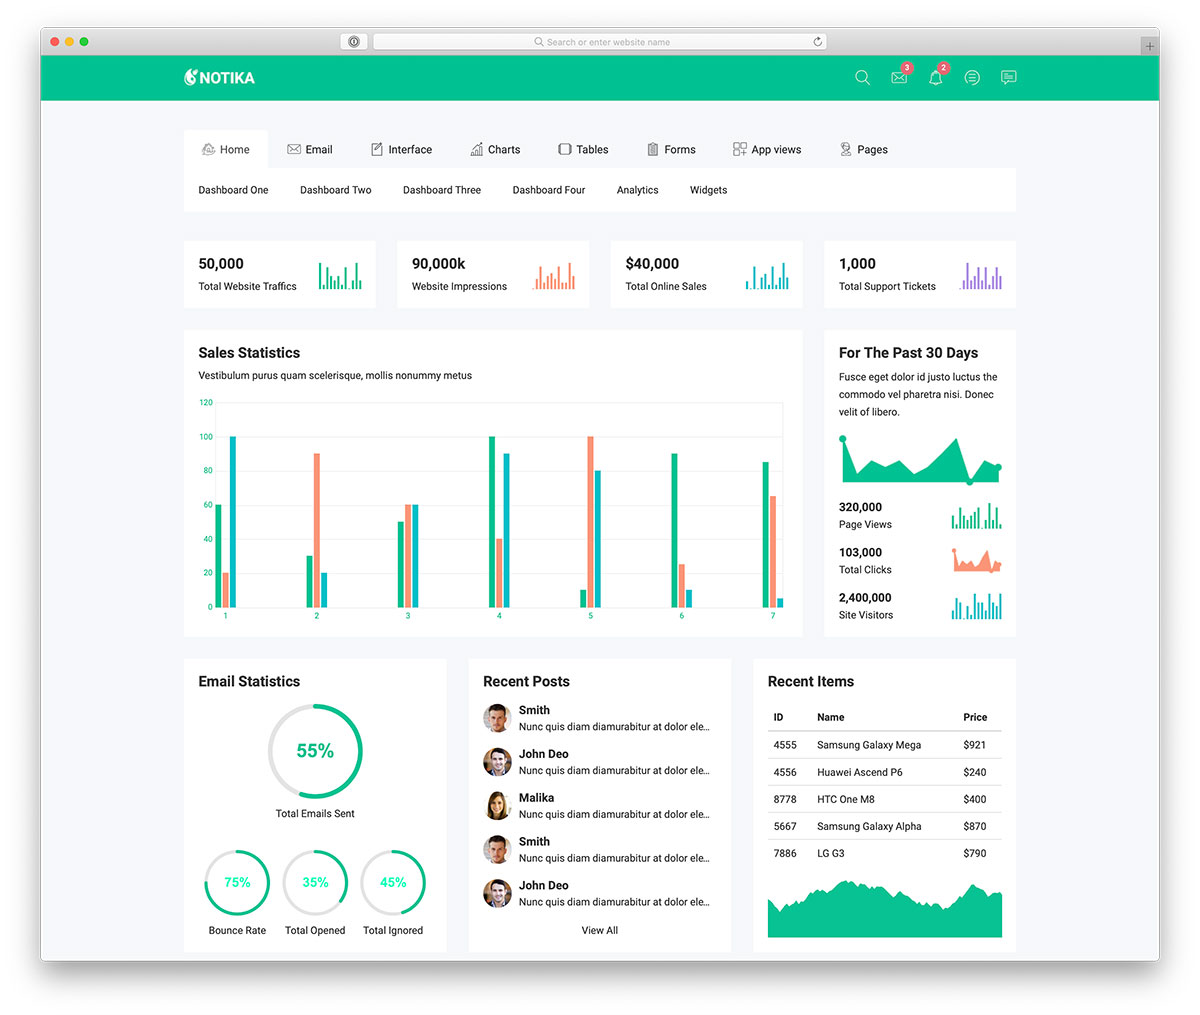 Search or enter website name
NOTIKA
3
2
Home
Email
Interface
Charts
Tables
Forms
App views
Pages
Dashboard One
Dashboard Two
Dashboard Three
Dashboard Four
Analytics
Widgets
50,000
Total Website Traffics
90,000k
Website Impressions
$40,000
Total Online Sales
1,000
Total Support Tickets
Sales Statistics
Vestibulum purus quam scelerisque, mollis nonummy metus
120
100
80
60
40
20
0
1
2
3
4
5
6
7
For The Past 30 Days
Fusce eget dolor id justo luctus the
commodo vel pharetra nisi. Donec
velit of libero.
320,000
Page Views
103,000
Total Clicks
2,400,000
Site Visitors
Email Statistics
55%
Total Emails Sent
75%
35%
45%
Bounce Rate
Total Opened
Total Ignored
Recent Posts
Smith
Nunc quis diam diamurabitur at dolor ele...
John Deo
Nunc quis diam diamurabitur at dolor ele...
Malika
Nunc quis diam diamurabitur at dolor ele...
Smith
Nunc quis diam diamurabitur at dolor ele...
John Deo
Nunc quis diam diamurabitur at dolor ele...
View All
Recent Items
ID Name Price
4555 Samsung Galaxy Mega $921
4556 Huawei Ascend P6 $240
8778 HTC One M8 $400
5667 Samsung Galaxy Alpha $870
7886 LG G3 $790